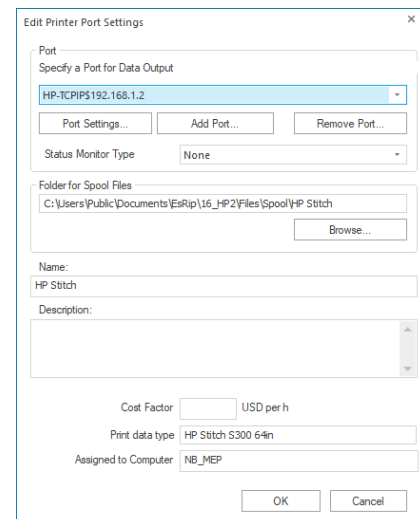 Edit Printer Port Settings
Port
Specify a Port for Data Output
HP-TCPIP$192.168.1.2
Port Settings... Add Port... Remove Port...
Status Monitor Type None
Folder for Spool Files
C:\Users\Public\Documents\EsRip\16_HP2\Files\Spool\HP Stitch
Browse...
Name:
HP Stitch
Description:
Cost Factor USD per h
Print data type HP Stitch S300 64in
Assigned to Computer NB_MEP
OK Cancel